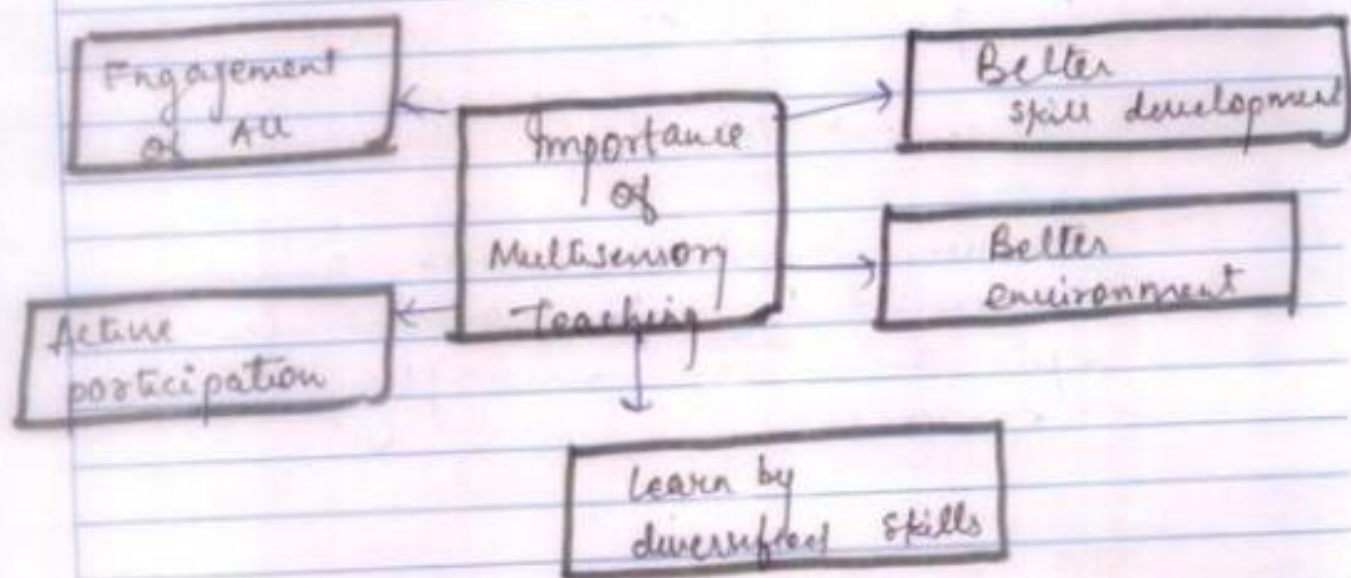 Engagement
of All
Importance
of
Multisensory
Teaching
Better
skill development
Better
environment
Active
participation
Learn by
diversified skills